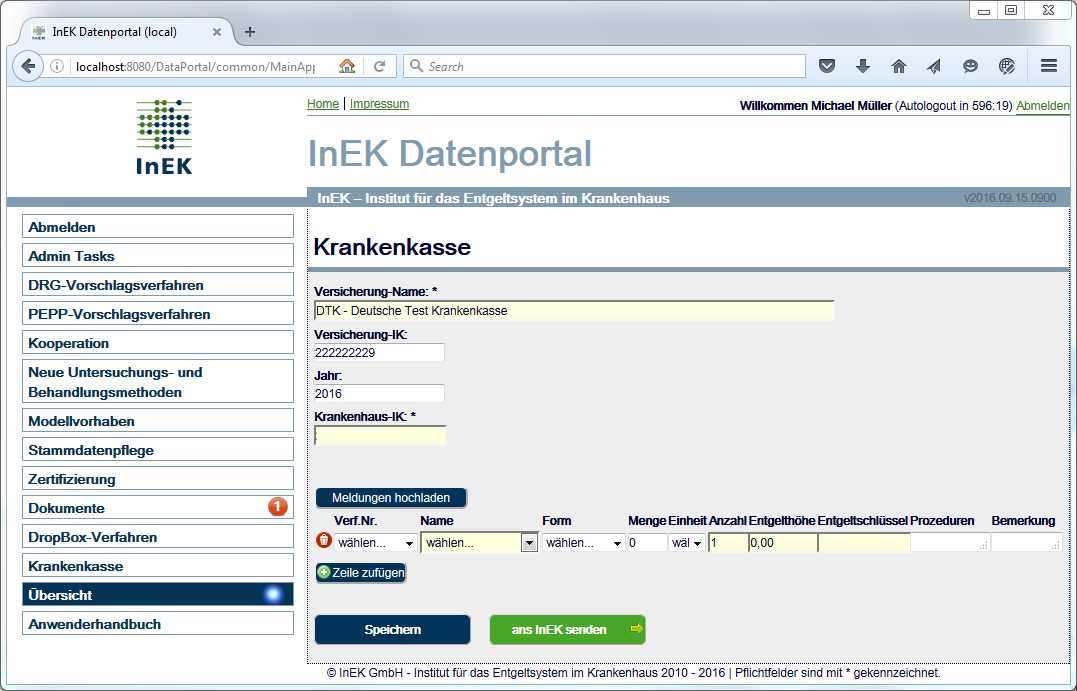 InEK Datenportal (local)
localhost:8080/DataPortal/common/MainApp
Search
InEK
Home | Impressum
Willkommen Michael Müller (Autologout in 596:19) Abmelden
InEK Datenportal
InEK – Institut für das Entgeltsystem im Krankenhaus
v2016.09.15.0900
Abmelden
Admin Tasks
DRG-Vorschlagsverfahren
PEPP-Vorschlagsverfahren
Kooperation
Neue Untersuchungs- und
Behandlungsmethoden
Modellvorhaben
Stammdatenpflege
Zertifizierung
Dokumente 1
DropBox-Verfahren
Krankenkasse
Übersicht
Anwenderhandbuch
Krankenkasse
Versicherung-Name: *
DTK - Deutsche Test Krankenkasse
Versicherung-IK:
222222229
Jahr:
2016
Krankenhaus-IK: *
Meldungen hochladen
Verf.Nr. Name Form Menge Einheit Anzahl Entgelthöhe Entgeltschlüssel Prozeduren Bemerkung
wählen... wählen... wählen... 0 wäl 1 0,00
Zeile zufügen
Speichern
ans InEK senden
© InEK GmbH - Institut für das Entgeltsystem im Krankenhaus 2010 - 2016 | Pflichtfelder sind mit * gekennzeichnet.